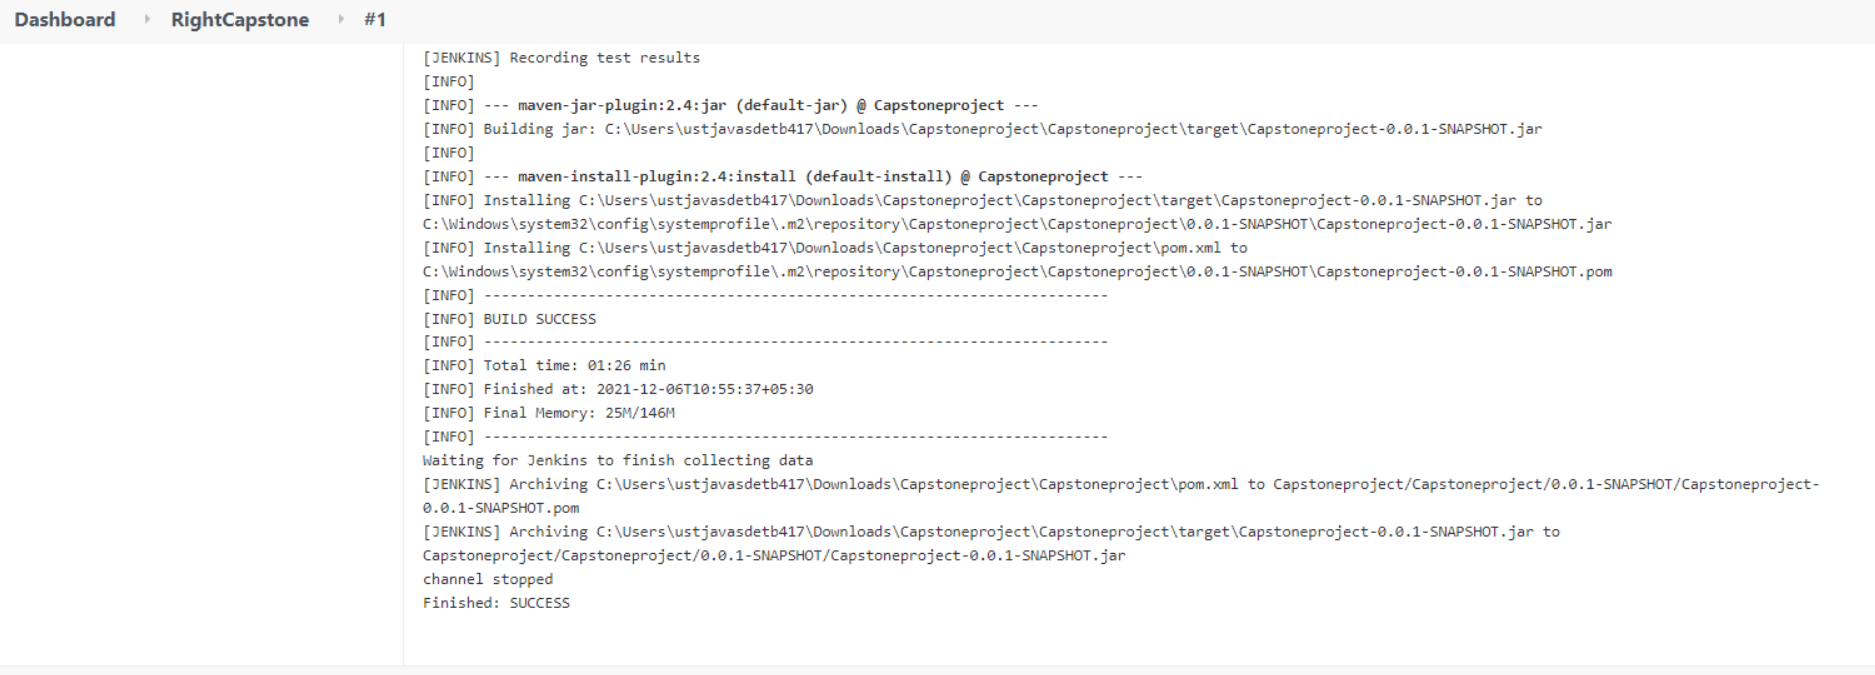 Dashboard RightCapstone #1
[JENKINS] Recording test results
[INFO]
[INFO] --- maven-jar-plugin:2.4:jar (default-jar) @ Capstoneproject ---
[INFO] Building jar: C:\Users\ustjavasdetb417\Downloads\Capstoneproject\Capstoneproject\target\Capstoneproject-0.0.1-SNAPSHOT.jar
[INFO]
[INFO] --- maven-install-plugin:2.4:install (default-install) @ Capstoneproject ---
[INFO] Installing C:\Users\ustjavasdetb417\Downloads\Capstoneproject\Capstoneproject\target\Capstoneproject-0.0.1-SNAPSHOT.jar to
C:\Windows\system32\config\systemprofile\.m2\repository\Capstoneproject\Capstoneproject\0.0.1-SNAPSHOT\Capstoneproject-0.0.1-SNAPSHOT.jar
[INFO] Installing C:\Users\ustjavasdetb417\Downloads\Capstoneproject\Capstoneproject\pom.xml to
C:\Windows\system32\config\systemprofile\.m2\repository\Capstoneproject\Capstoneproject\0.0.1-SNAPSHOT\Capstoneproject-0.0.1-SNAPSHOT.pom
[INFO] ------------------------------------------------------------------------
[INFO] BUILD SUCCESS
[INFO] ------------------------------------------------------------------------
[INFO] Total time: 01:26 min
[INFO] Finished at: 2021-12-06T10:55:37+05:30
[INFO] Final Memory: 25M/146M
[INFO] ------------------------------------------------------------------------
Waiting for Jenkins to finish collecting data
[JENKINS] Archiving C:\Users\ustjavasdetb417\Downloads\Capstoneproject\Capstoneproject\pom.xml to Capstoneproject/Capstoneproject/0.0.1-SNAPSHOT/Capstoneproject-
0.0.1-SNAPSHOT.pom
[JENKINS] Archiving C:\Users\ustjavasdetb417\Downloads\Capstoneproject\Capstoneproject\target\Capstoneproject-0.0.1-SNAPSHOT.jar to
Capstoneproject/Capstoneproject/0.0.1-SNAPSHOT/Capstoneproject-0.0.1-SNAPSHOT.jar
channel stopped
Finished: SUCCESS